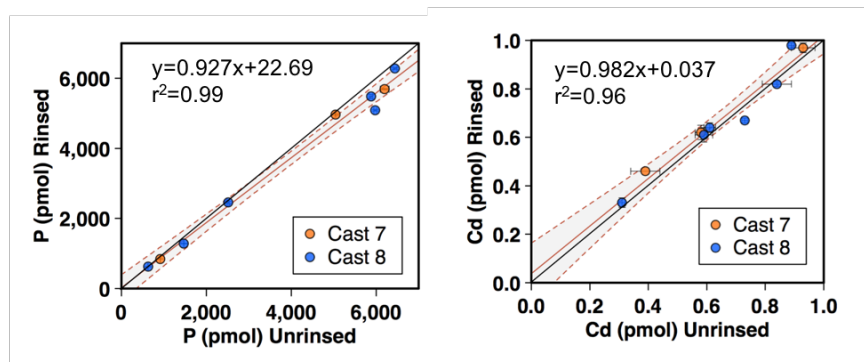 y=0.927x+22.69
r²=0.99
P (pmol) Rinsed
6,000
4,000
2,000
0
Cast 7
Cast 8
0 2,000 4,000 6,000
P (pmol) Unrinsed
y=0.982x+0.037
r²=0.96
Cd (pmol) Rinsed
1.0
0.8
0.6
0.4
0.2
0.0
Cast 7
Cast 8
0.0 0.2 0.4 0.6 0.8 1.0
Cd (pmol) Unrinsed